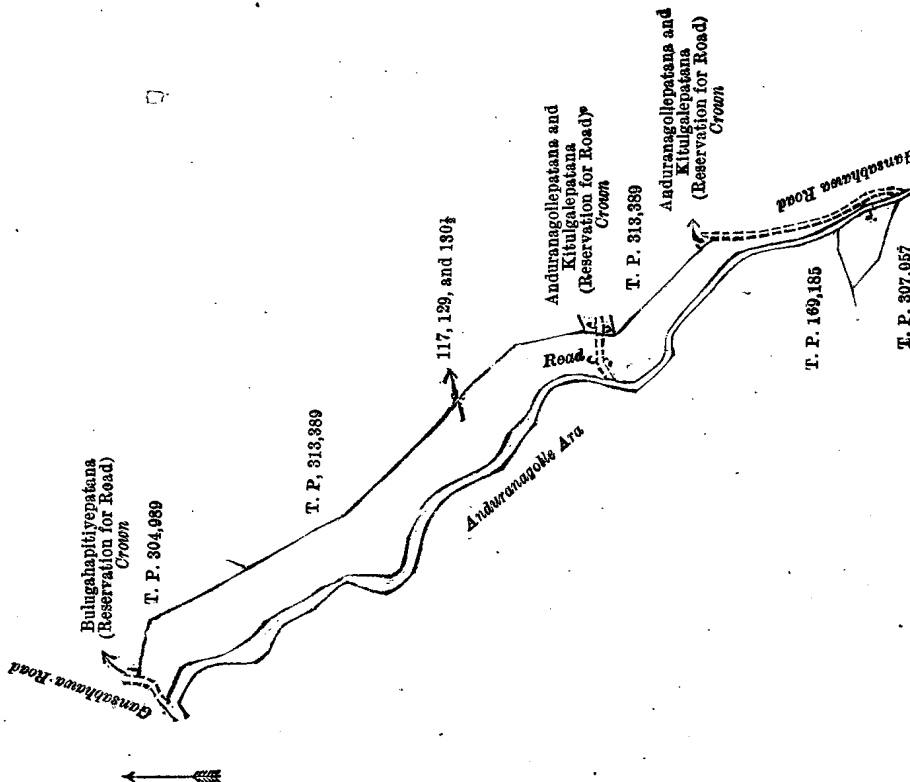 Bulugahapitiyepatana
(Reservation for Road)
Crown
T. P. 304,989
Gansabhawa Road
T. P. 313,389
117, 129, and 130½
Anduranagollepatana and
Kitulgalepatana
(Reservation for Road)
Crown
T. P. 313,389
Anduranagollepatana and
Kitulgalepatana
(Reservation for Road)
Crown
Road
Anduranagolle Ara
Gansabhawa Road
T. P. 169,185
T. P. 307,057